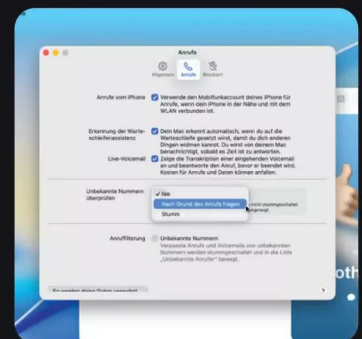 Anrufe
Allgemein Anrufe Blockiert
Anrufe vom iPhone
Verwende den Mobilfunkaccount deines iPhone für
Anrufe, wenn dein iPhone in der Nähe und mit dem
WLAN verbunden ist.
Erkennung der Warte-
schleifenassistenz
Dein Mac erkennt automatisch, wenn du auf die
Warteschleife gesetzt wirst, damit du dich anderen
Dingen widmen kannst. Du wirst von deinem Mac
benachrichtigt, sobald es Zeit ist zu antworten.
Live-Voicemail
Zeige die Transkription einer eingehenden Voicemail
an und beantworte den Anruf, bevor er beendet wird.
Kosten für Anrufe und Daten können anfallen.
Unbekannte Nummern
überprüfen
✓ Nie
Nach Grund des Anrufs fragen
Stumm
nicht stummgeschaltet
Anruffilterung
Unbekannte Nummern
Verpasste Anrufe und Voicemails von unbekannten
Nummern werden stummgeschaltet und in die Liste
„Unbekannte Anrufer" bewegt.
?
oth